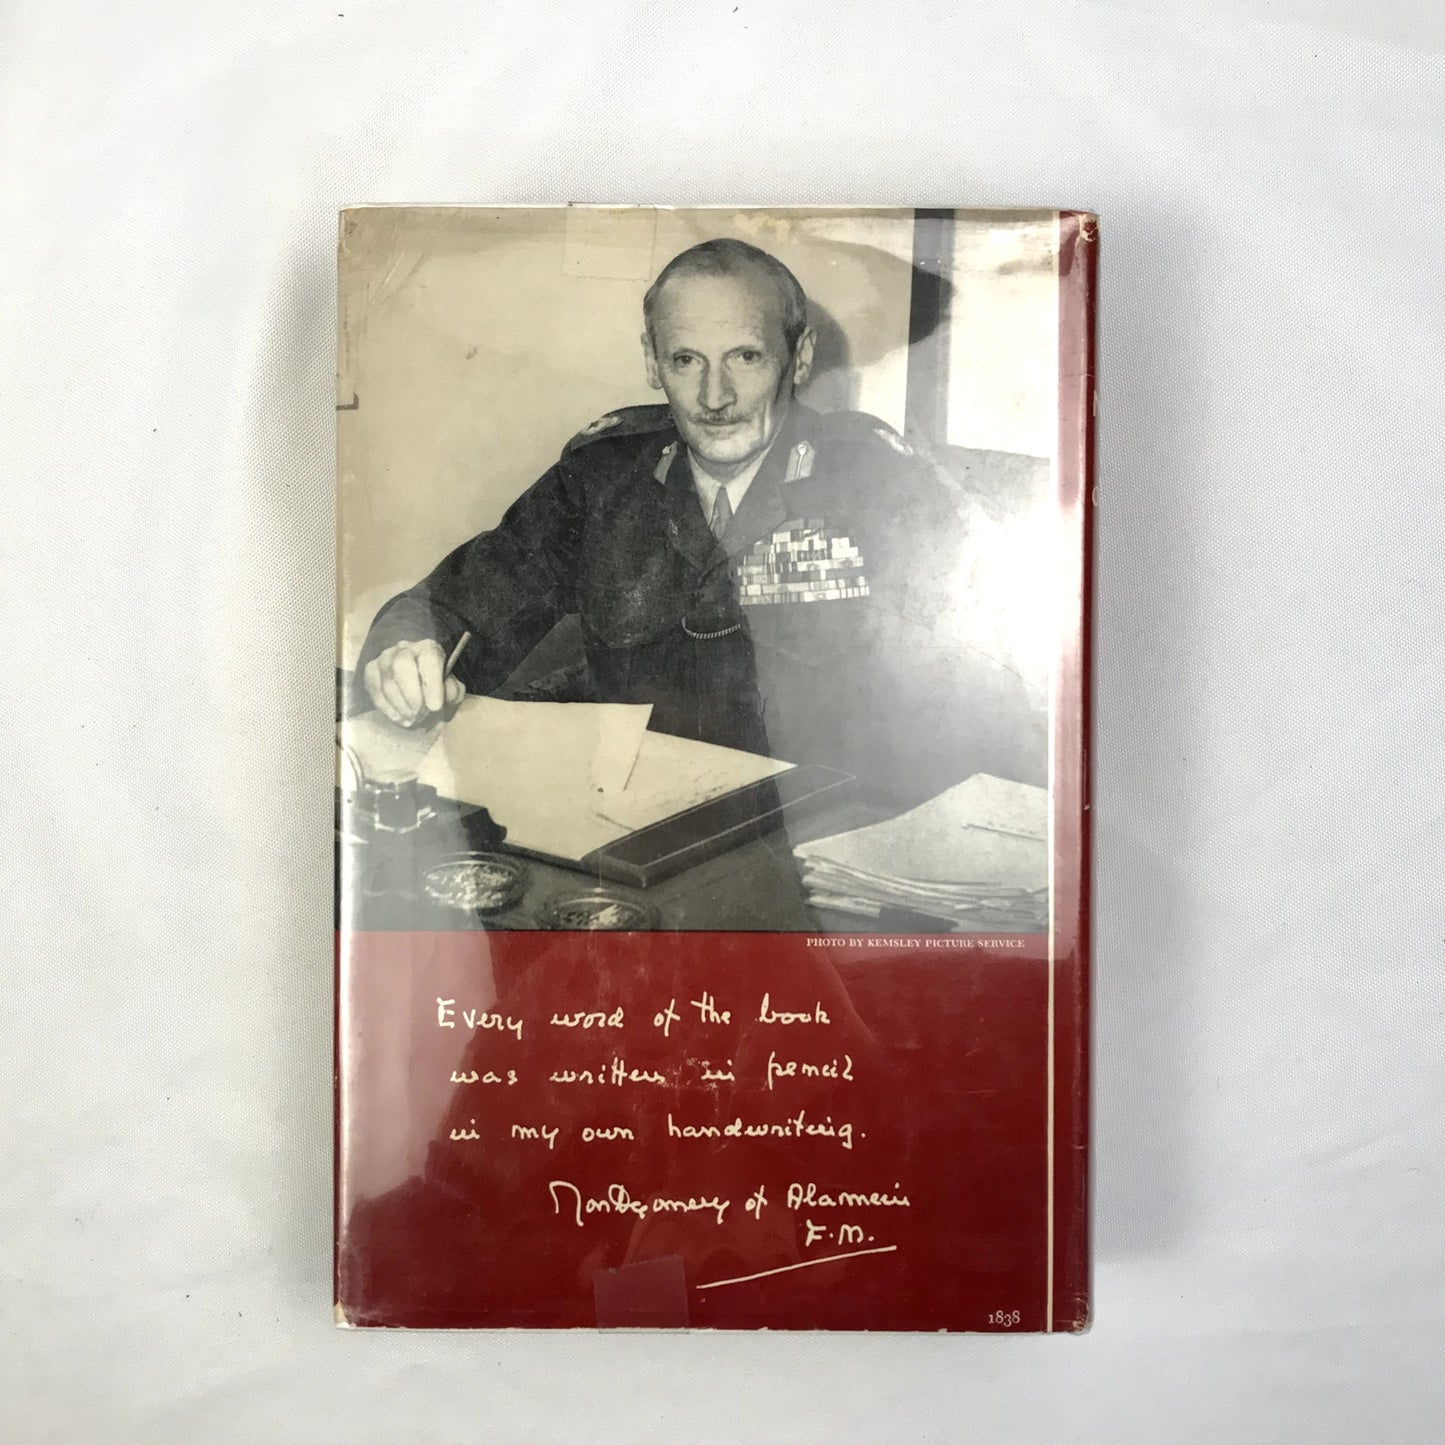 PHOTO BY KEMSLEY PICTURE SERVICE
Every word of the book
was written in pencil
in my own handwriting.
Montgomery of Alamein
F.M.
1838